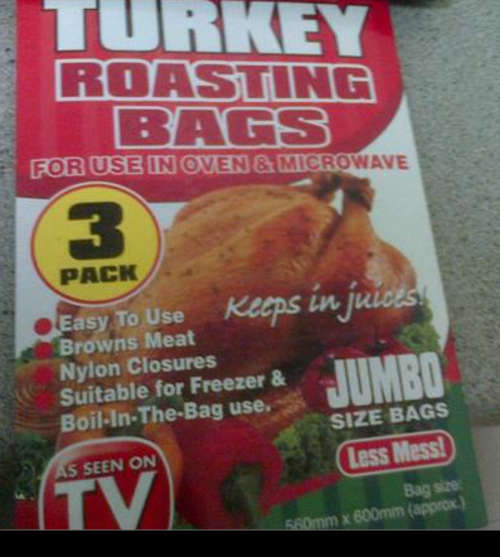 TURKEY
ROASTING
BAGS
FOR USE IN OVEN & MICROWAVE
3
PACK
Keeps in juices!
Easy To Use
Browns Meat
Nylon Closures
Suitable for Freezer &
Boil-In-The-Bag use.
JUMBO
SIZE BAGS
Less Mess!
AS SEEN ON
TV
Bag size:
560mm x 600mm (approx.)